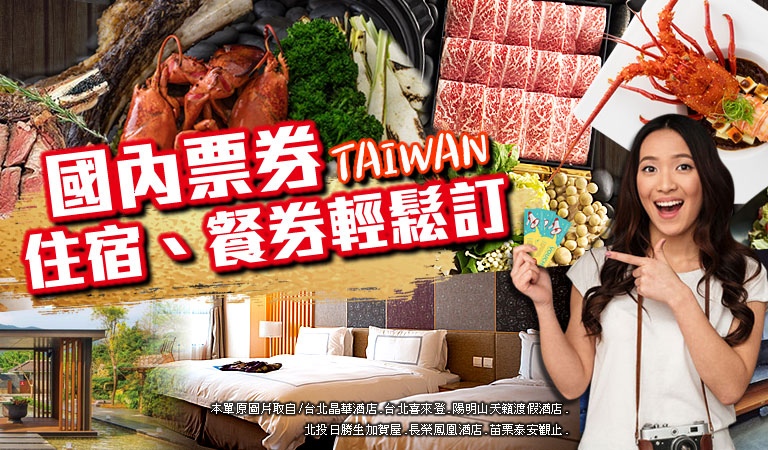 國內票券 TAIWAN
住宿、餐券輕鬆訂
本單原圖片取自/台北晶華酒店.台北喜來登.陽明山天籟渡假酒店.
北投日勝生加賀屋.長榮鳳凰酒店.苗栗泰安觀止.